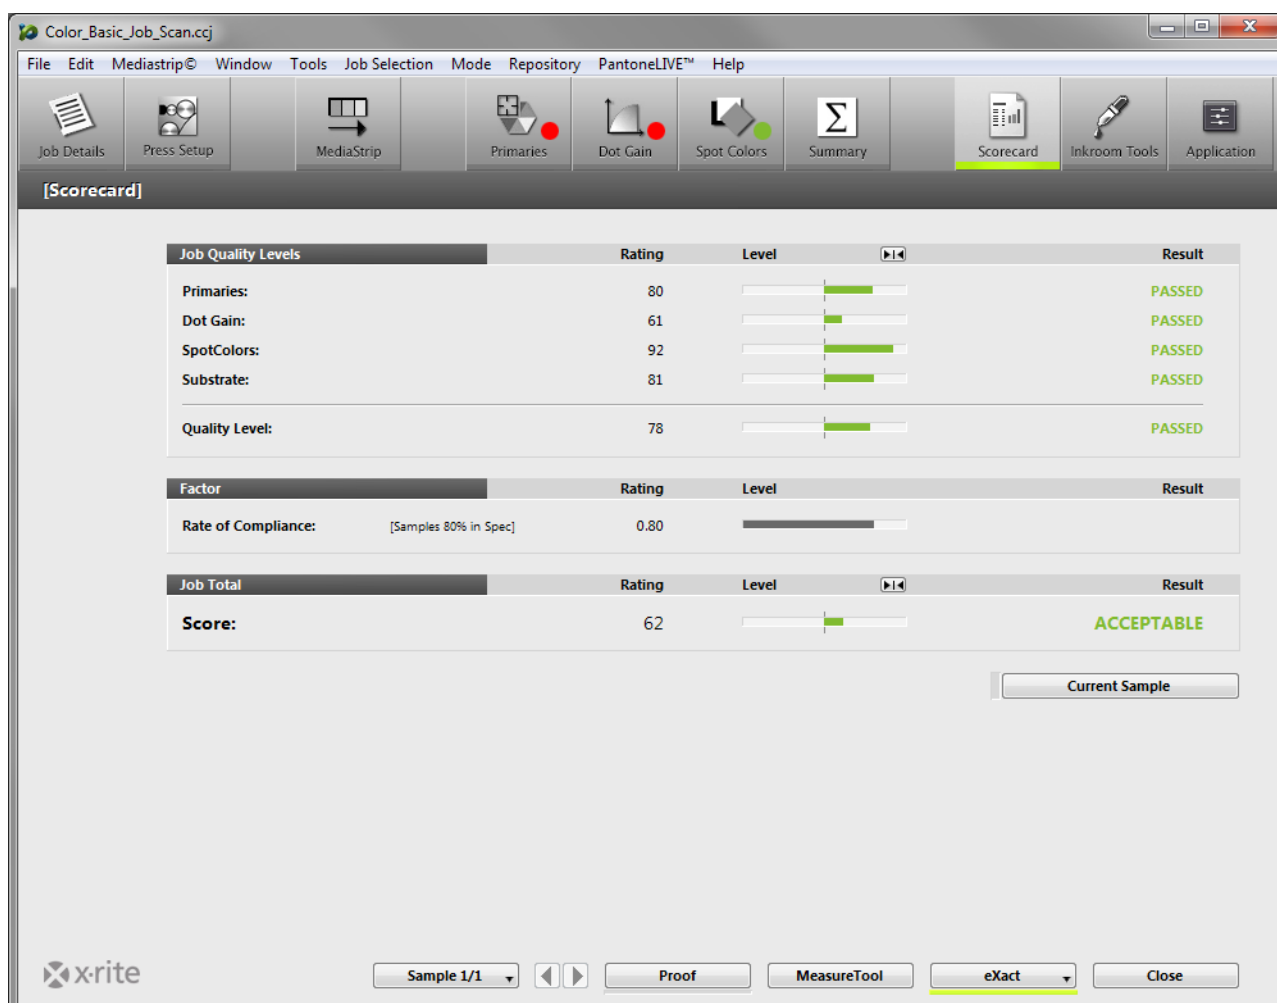 Color_Basic_Job_Scan.ccj
File Edit Mediastrip© Window Tools Job Selection Mode Repository PantoneLIVE™ Help
Job Details Press Setup MediaStrip Primaries Dot Gain Spot Colors Summary Scorecard Inkroom Tools Application
[Scorecard]
Job Quality Levels Rating Level Result
Primaries: 80 PASSED
Dot Gain: 61 PASSED
SpotColors: 92 PASSED
Substrate: 81 PASSED
Quality Level: 78 PASSED
Factor Rating Level Result
Rate of Compliance: [Samples 80% in Spec] 0.80
Job Total Rating Level Result
Score: 62 ACCEPTABLE
Current Sample
x·rite Sample 1/1 Proof MeasureTool eXact Close